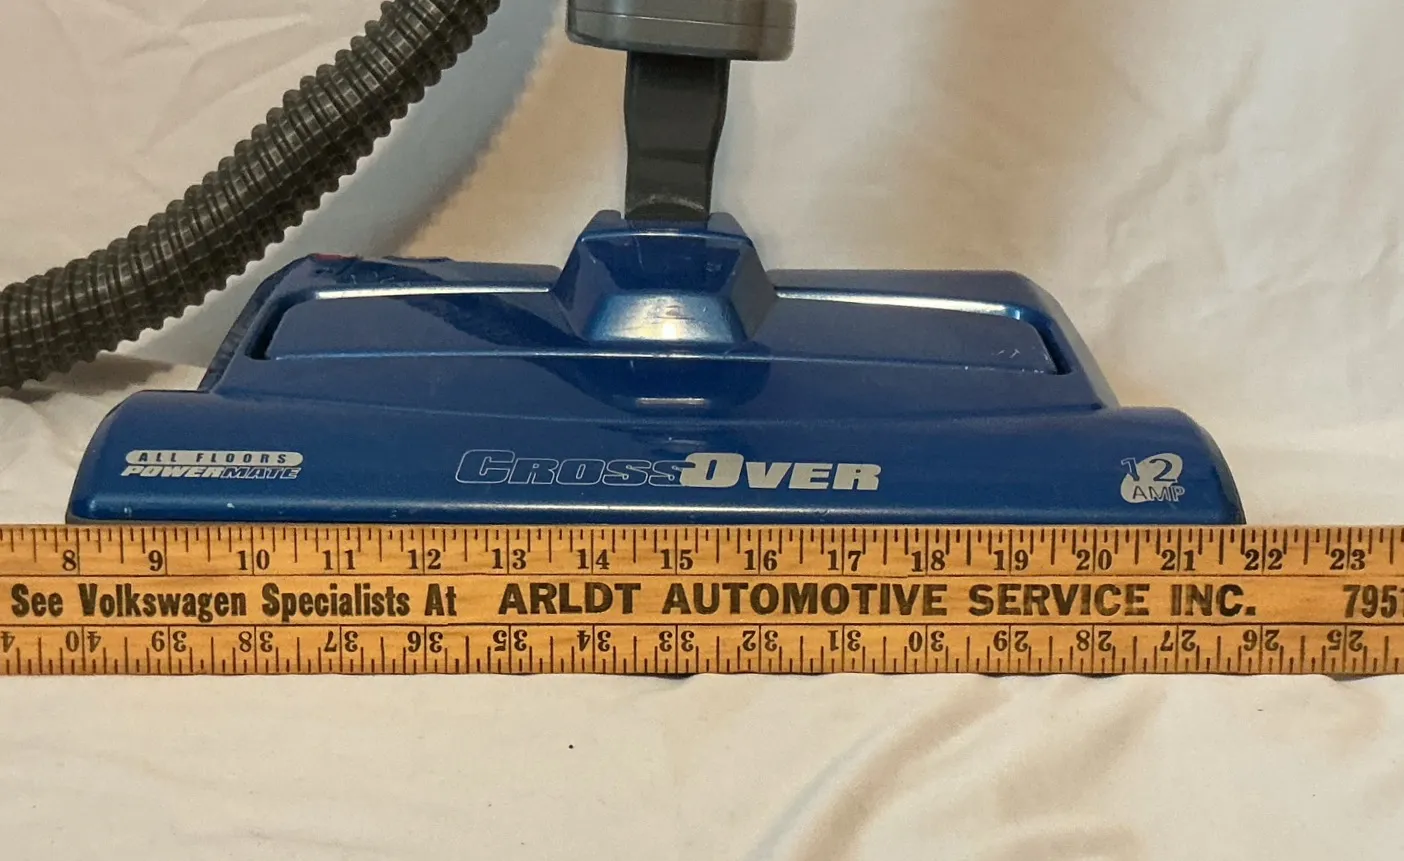 ALL FLOORS
POWERMATE
CROSSOVER
12
AMP
8 9 10 11 12 13 14 15 16 17 18 19 20 21 22 23
See Volkswagen Specialists At ARLDT AUTOMOTIVE SERVICE INC. 795
4 40 39 38 37 36 35 34 33 32 31 30 29 28 27 26 25